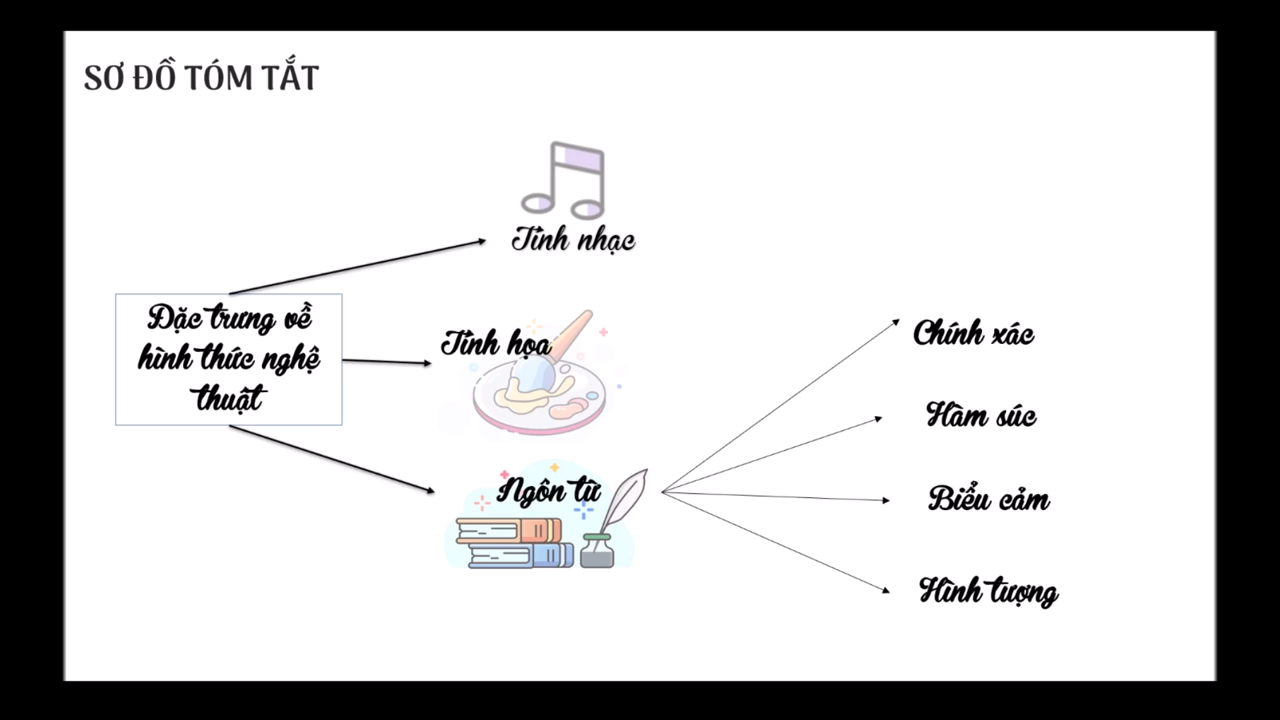 SƠ ĐỒ TÓM TẮT
Tính nhạc
Đặc trưng về
hình thức nghệ
thuật
Tính họa
Ngôn từ
Chính xác
Hàm súc
Biểu cảm
Hình tượng